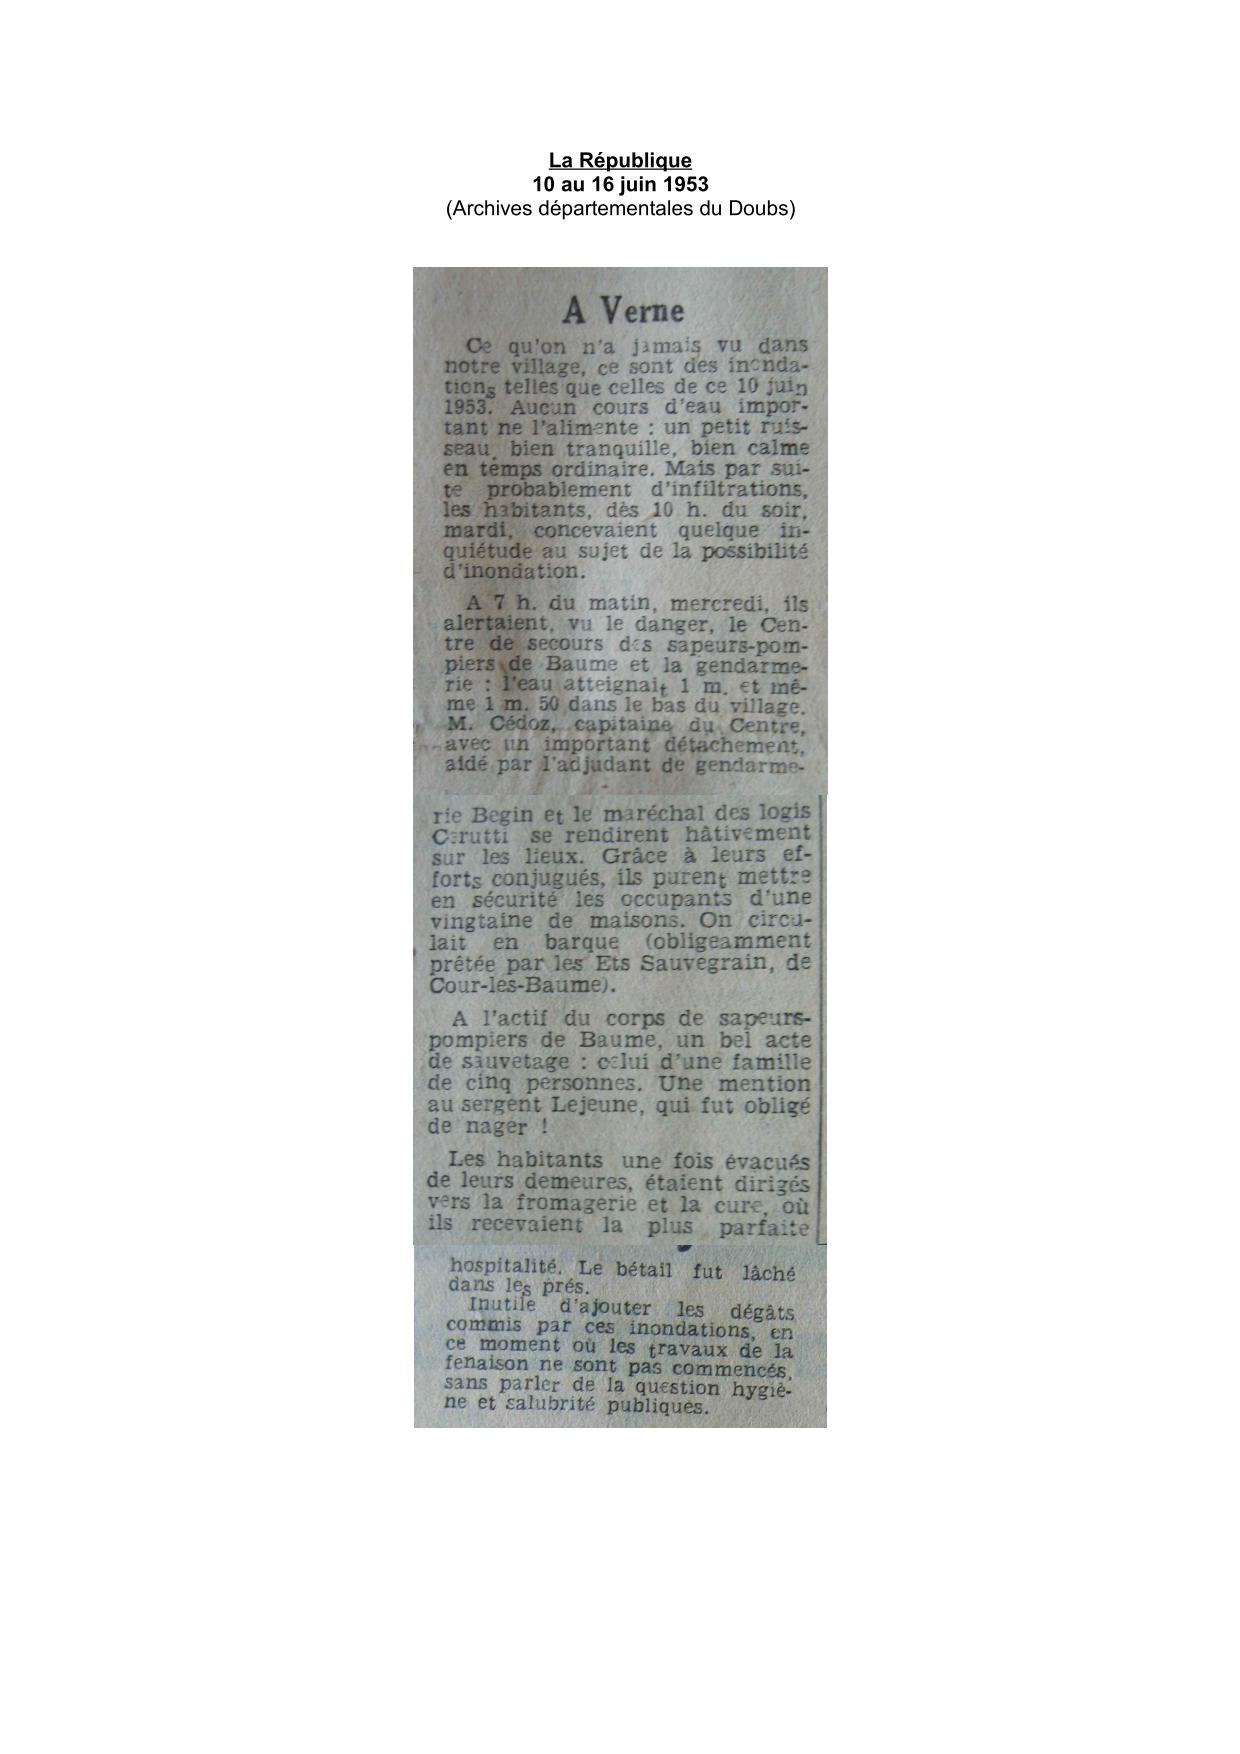 La République
10 au 16 juin 1953
(Archives départementales du Doubs)
A Verne
Ce qu'on n'a jamais vu dans
notre village, ce sont des inonda-
tions telles que celles de ce 10 juin
1953. Aucun cours d'eau impor-
tant ne l'alimente : un petit ruis-
seau bien tranquille, bien calme
en temps ordinaire. Mais par sui-
te probablement d'infiltrations,
les habitants, dès 10 h. du soir,
mardi, concevaient quelque in-
quiétude au sujet de la possibilité
d'inondation.
A 7 h. du matin, mercredi, ils
alertaient, vu le danger, le Cen-
tre de secours des sapeurs-pom-
piers de Baume et la gendarme-
rie : l'eau atteignait 1 m. et mê-
me 1 m. 50 dans le bas du village.
M. Cédoz, capitaine du Centre,
avec un important détachement,
aidé par l'adjudant de gendarme-
rie Begin et le maréchal des logis
Cerutti se rendirent hâtivement
sur les lieux. Grâce à leurs ef-
forts conjugués, ils purent mettre
en sécurité les occupants d'une
vingtaine de maisons. On circu-
lait en barque (obligeamment
prêtée par les Ets Sauvegrain, de
Cour-les-Baume).
A l'actif du corps de sapeurs-
pompiers de Baume, un bel acte
de sauvetage : celui d'une famille
de cinq personnes. Une mention
au sergent Lejeune, qui fut obligé
de nager !
Les habitants une fois évacués
de leurs demeures, étaient dirigés
vers la fromagerie et la cure, où
ils recevaient la plus parfaite
hospitalité. Le bétail fut lâché
dans les prés.
Inutile d'ajouter les dégâts
commis par ces inondations, en
ce moment où les travaux de la
fenaison ne sont pas commencés,
sans parler de la question hygiè-
ne et salubrité publiques.